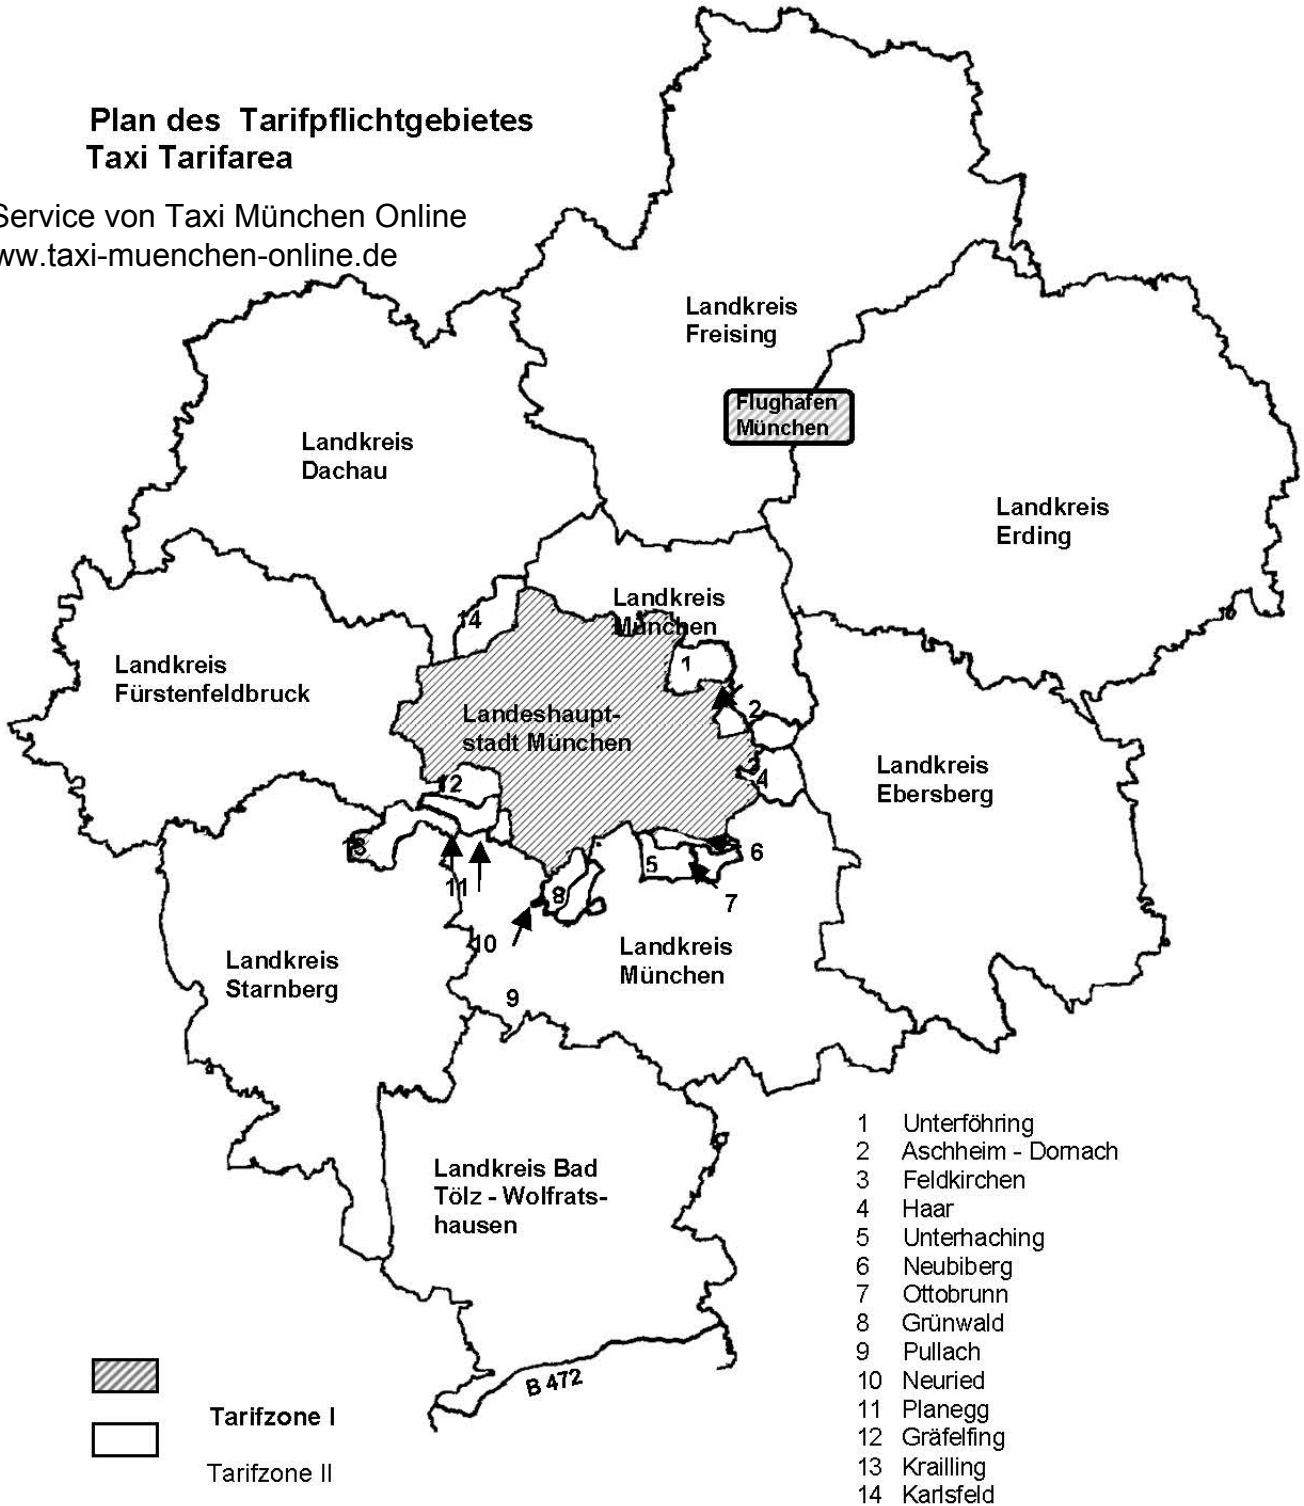 Plan des Tarifpflichtgebietes
Taxi Tarifarea
Service von Taxi München Online
ww.taxi-muenchen-online.de
Landkreis
Freising
Flughafen
München
Landkreis
Dachau
Landkreis
Erding
Landkreis
München
14
1
Landkreis
Fürstenfeldbruck
Landeshaupt-
stadt München
2
3
4
Landkreis
Ebersberg
12
13
11
10
9
8
5
6
7
Landkreis
Starnberg
Landkreis
München
Landkreis Bad
Tölz - Wolfrats-
hausen
B 472
Tarifzone I
Tarifzone II
1 Unterföhring
2 Aschheim - Dornach
3 Feldkirchen
4 Haar
5 Unterhaching
6 Neubiberg
7 Ottobrunn
8 Grünwald
9 Pullach
10 Neuried
11 Planegg
12 Gräfelfing
13 Krailling
14 Karlsfeld